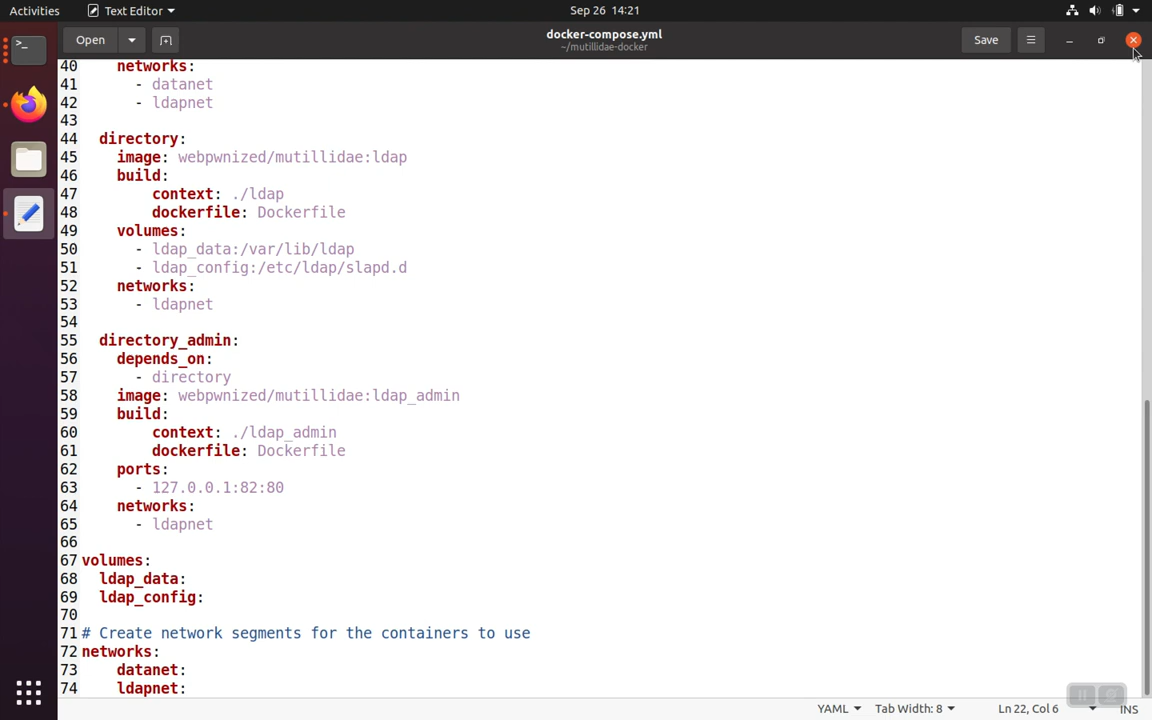 Activities Text Editor Sep 26 14:21
Open docker-compose.yml Save
~/mutillidae-docker
40 networks:
41 - datanet
42 - ldapnet
43
44 directory:
45 image: webpwnized/mutillidae:ldap
46 build:
47 context: ./ldap
48 dockerfile: Dockerfile
49 volumes:
50 - ldap_data:/var/lib/ldap
51 - ldap_config:/etc/ldap/slapd.d
52 networks:
53 - ldapnet
54
55 directory_admin:
56 depends_on:
57 - directory
58 image: webpwnized/mutillidae:ldap_admin
59 build:
60 context: ./ldap_admin
61 dockerfile: Dockerfile
62 ports:
63 - 127.0.0.1:82:80
64 networks:
65 - ldapnet
66
67 volumes:
68 ldap_data:
69 ldap_config:
70
71 # Create network segments for the containers to use
72 networks:
73 datanet:
74 ldapnet:
YAML Tab Width: 8 Ln 22, Col 6 INS